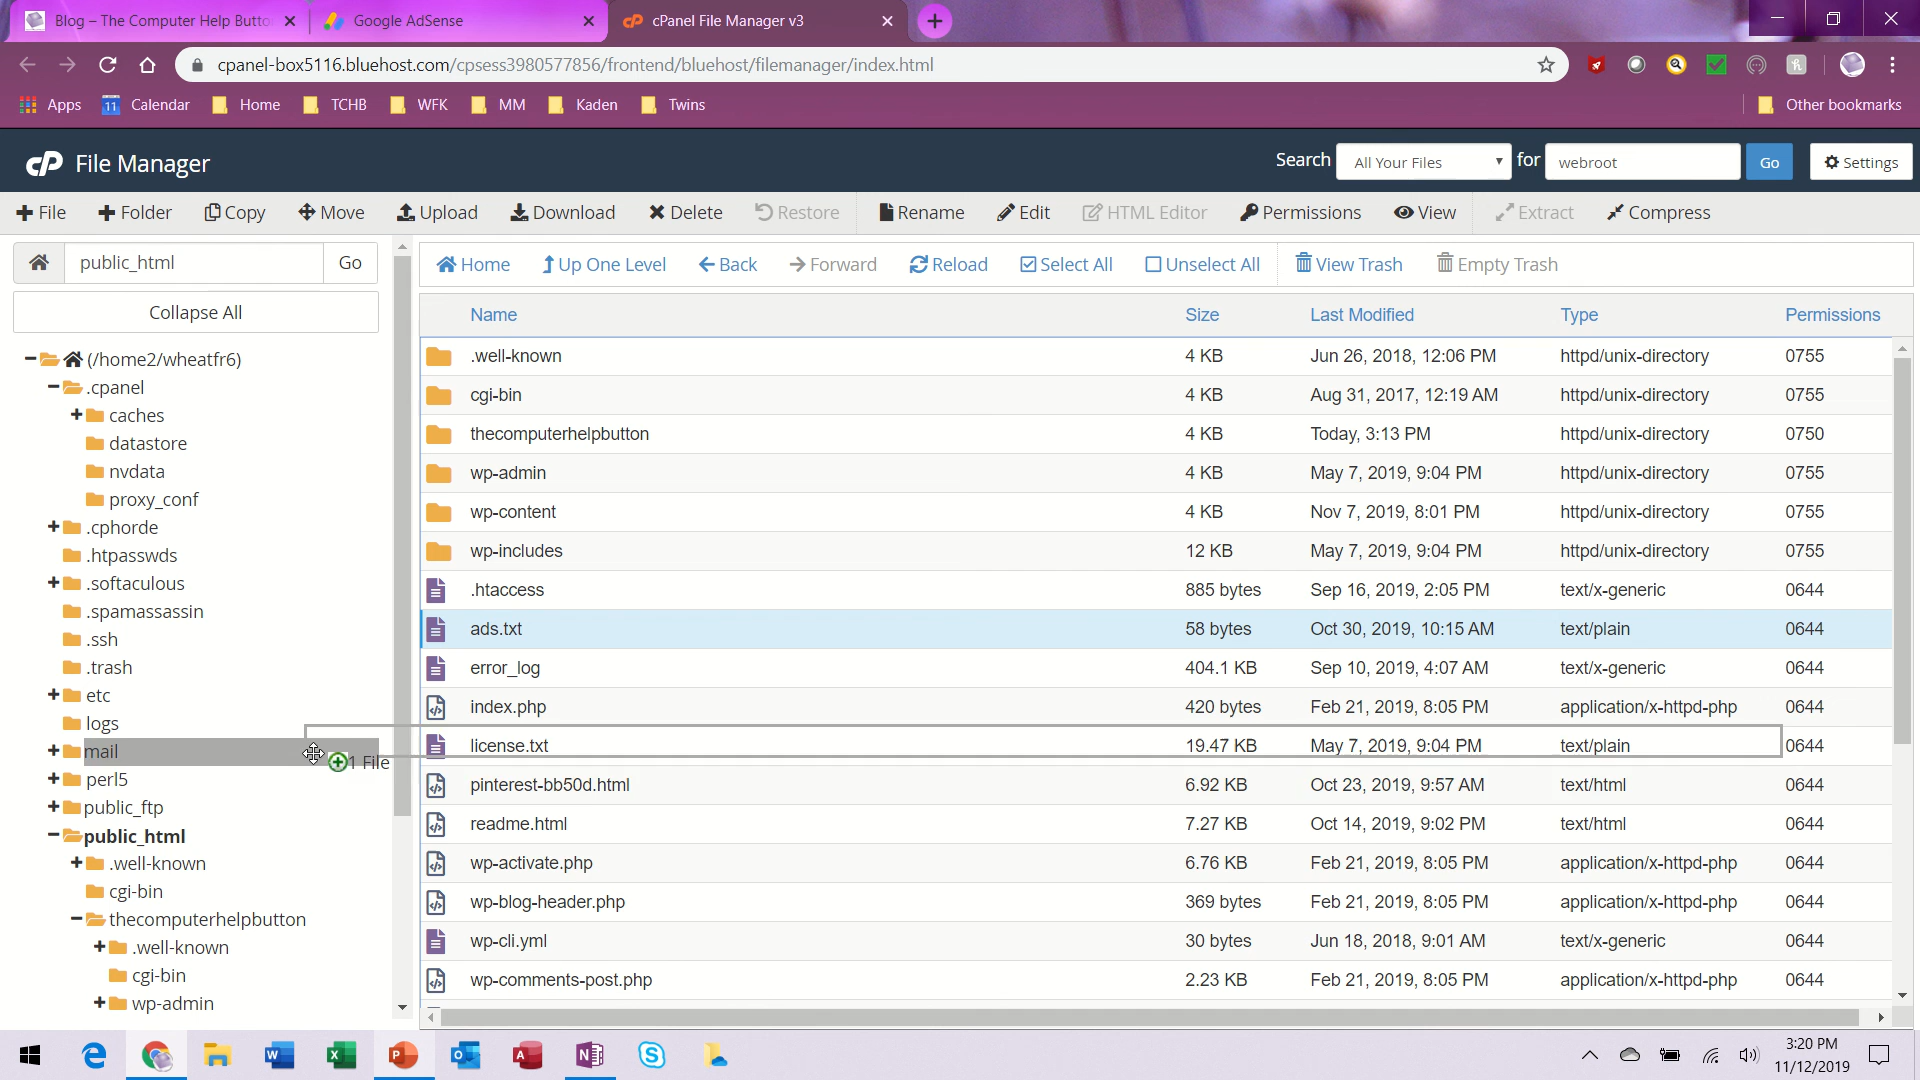 Blog – The Computer Help Butto
Google AdSense
cPanel File Manager v3
cpanel-box5116.bluehost.com/cpsess3980577856/frontend/bluehost/filemanager/index.html
Apps
11 Calendar
Home
TCHB
WFK
MM
Kaden
Twins
Other bookmarks
cP File Manager
Search All Your Files for webroot Go Settings
File Folder Copy Move Upload Download Delete Restore Rename Edit HTML Editor Permissions View Extract Compress
public_html Go
Collapse All
(/home2/wheatfr6)
.cpanel
caches
datastore
nvdata
proxy_conf
.cphorde
.htpasswds
.softaculous
.spamassassin
.ssh
.trash
etc
logs
mail
1 File
perl5
public_ftp
public_html
.well-known
cgi-bin
thecomputerhelpbutton
.well-known
cgi-bin
wp-admin
Home Up One Level Back Forward Reload Select All Unselect All View Trash Empty Trash
Name Size Last Modified Type Permissions
.well-known 4 KB Jun 26, 2018, 12:06 PM httpd/unix-directory 0755
cgi-bin 4 KB Aug 31, 2017, 12:19 AM httpd/unix-directory 0755
thecomputerhelpbutton 4 KB Today, 3:13 PM httpd/unix-directory 0750
wp-admin 4 KB May 7, 2019, 9:04 PM httpd/unix-directory 0755
wp-content 4 KB Nov 7, 2019, 8:01 PM httpd/unix-directory 0755
wp-includes 12 KB May 7, 2019, 9:04 PM httpd/unix-directory 0755
.htaccess 885 bytes Sep 16, 2019, 2:05 PM text/x-generic 0644
ads.txt 58 bytes Oct 30, 2019, 10:15 AM text/plain 0644
error_log 404.1 KB Sep 10, 2019, 4:07 AM text/x-generic 0644
index.php 420 bytes Feb 21, 2019, 8:05 PM application/x-httpd-php 0644
license.txt 19.47 KB May 7, 2019, 9:04 PM text/plain 0644
pinterest-bb50d.html 6.92 KB Oct 23, 2019, 9:57 AM text/html 0644
readme.html 7.27 KB Oct 14, 2019, 9:02 PM text/html 0644
wp-activate.php 6.76 KB Feb 21, 2019, 8:05 PM application/x-httpd-php 0644
wp-blog-header.php 369 bytes Feb 21, 2019, 8:05 PM application/x-httpd-php 0644
wp-cli.yml 30 bytes Jun 18, 2018, 9:01 AM text/x-generic 0644
wp-comments-post.php 2.23 KB Feb 21, 2019, 8:05 PM application/x-httpd-php 0644
3:20 PM
11/12/2019